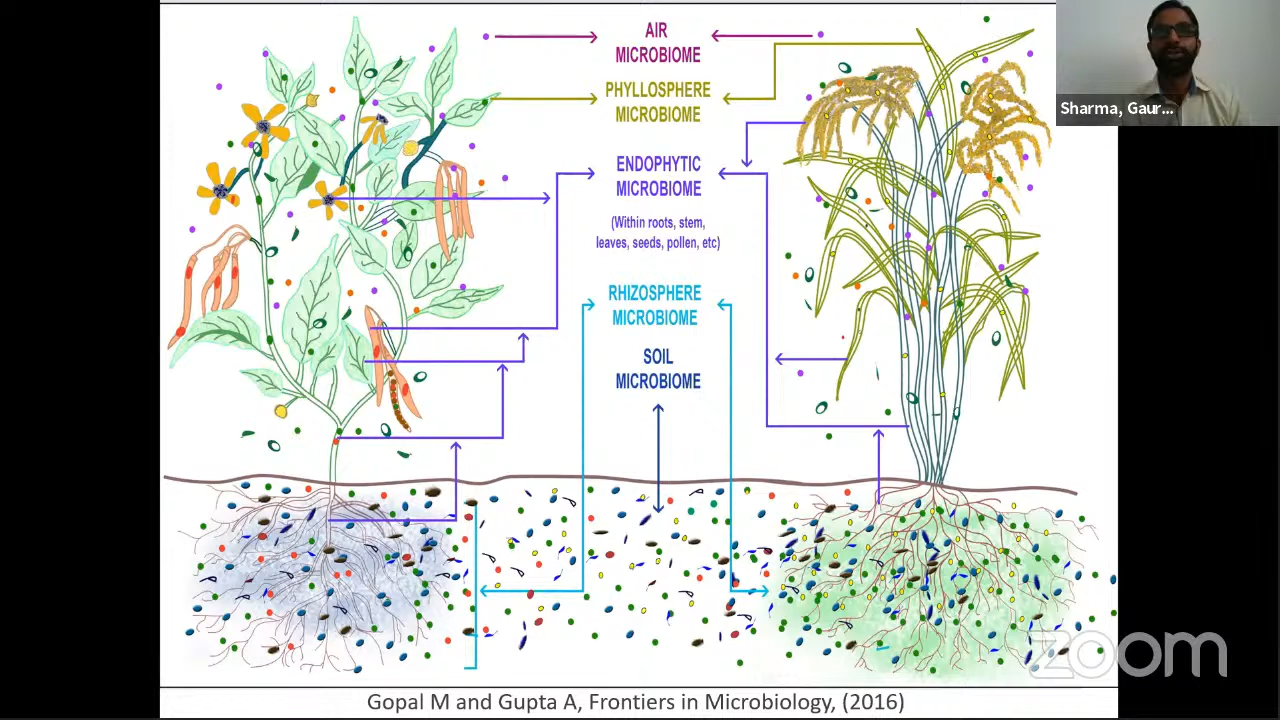 AIR
MICROBIOME
PHYLLOSPHERE
MICROBIOME
ENDOPHYTIC
MICROBIOME
(Within roots, stem,
leaves, seeds, pollen, etc)
RHIZOSPHERE
MICROBIOME
SOIL
MICROBIOME
Sharma, Gaur...
zoom
Gopal M and Gupta A, Frontiers in Microbiology, (2016)